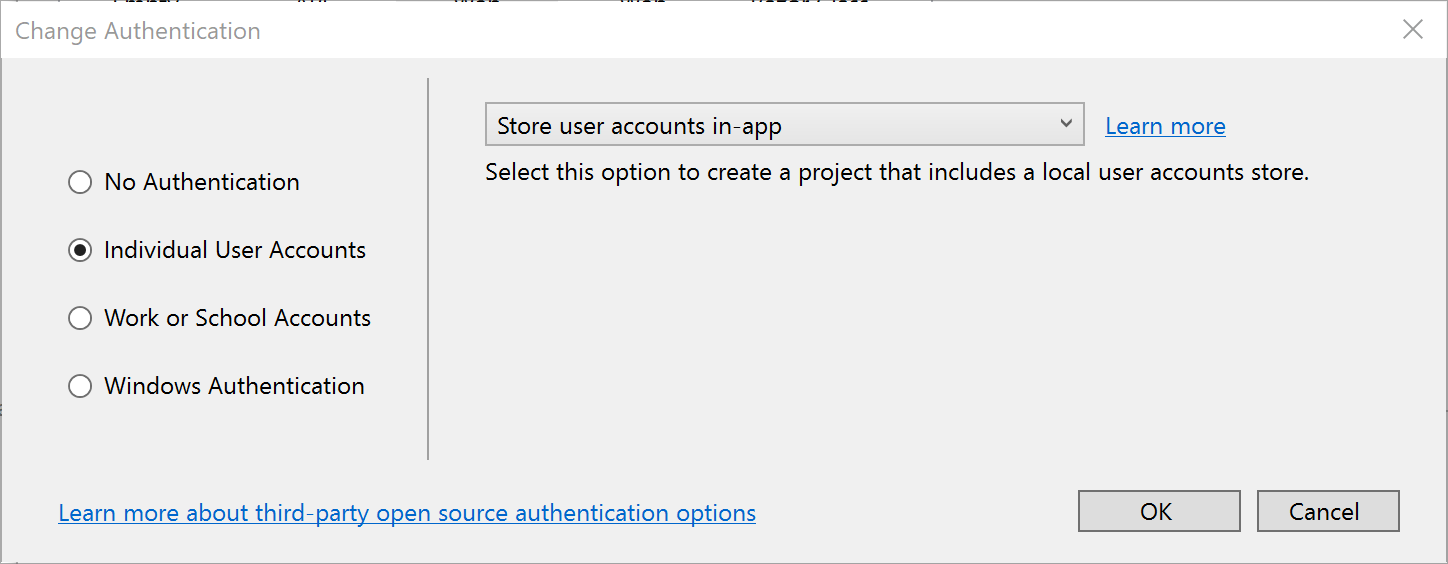 Change Authentication
Store user accounts in-app
Learn more
Select this option to create a project that includes a local user accounts store.
No Authentication
Individual User Accounts
Work or School Accounts
Windows Authentication
Learn more about third-party open source authentication options
OK
Cancel